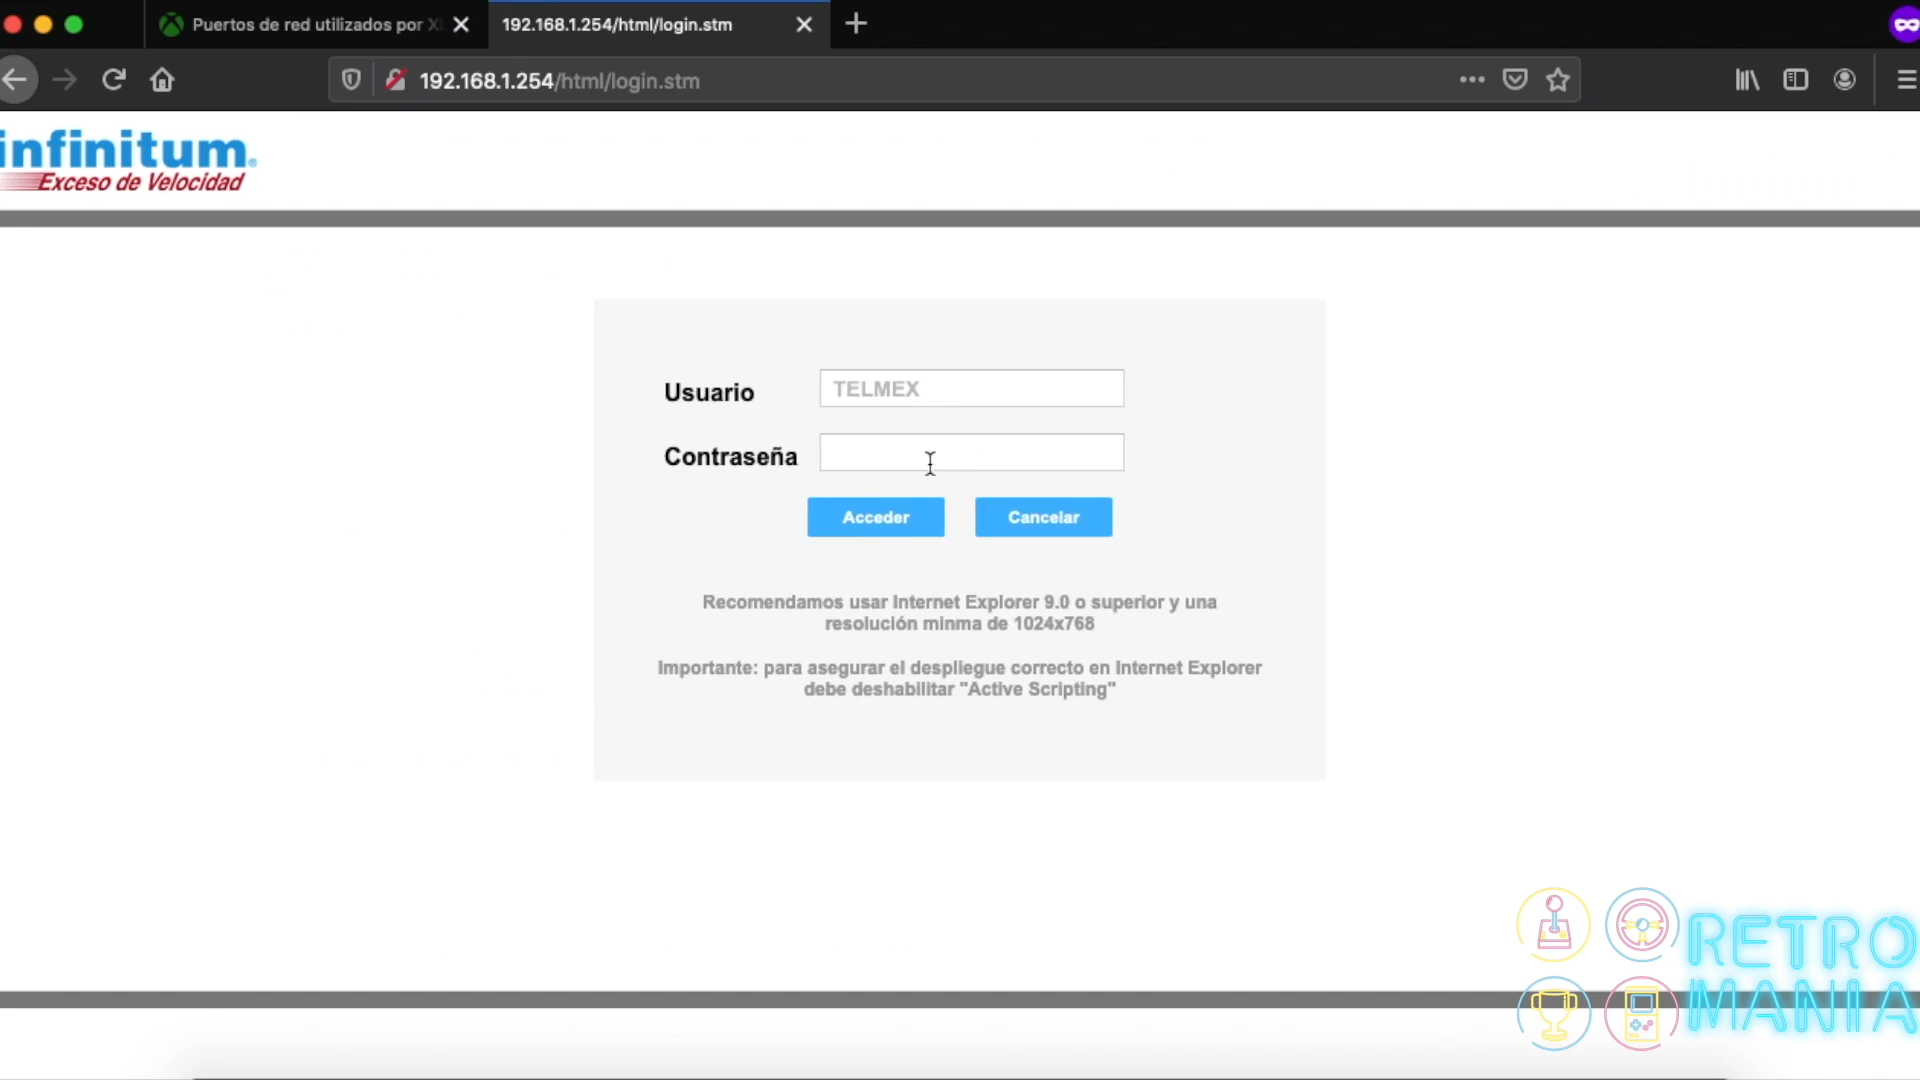 Puertos de red utilizados por X
192.168.1.254/html/login.stm
192.168.1.254/html/login.stm
infinitum®
Exceso de Velocidad
Usuario
TELMEX
Contraseña
Acceder
Cancelar
Recomendamos usar Internet Explorer 9.0 o superior y una
resolución minma de 1024x768
Importante: para asegurar el despliegue correcto en Internet Explorer
debe deshabilitar "Active Scripting"
RETRO
MANIA